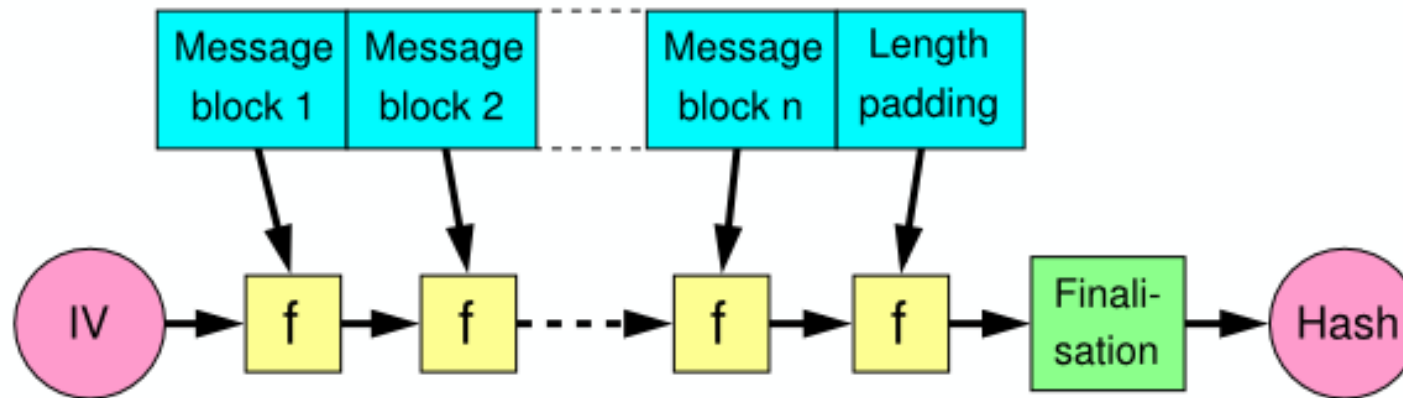 Message
block 1
Message
block 2
Message
block n
Length
padding
IV
f
f
f
f
Finali-
sation
Hash